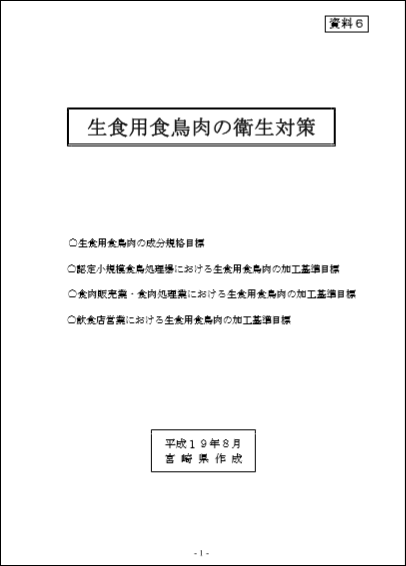 資料６
生食用食鳥肉の衛生対策
○生食用食鳥肉の成分規格目標
○認定小規模食鳥処理場における生食用食鳥肉の加工基準目標
○食肉販売業・食肉処理業における生食用食鳥肉の加工基準目標
○飲食店営業における生食用食鳥肉の加工基準目標
平成１９年８月
宮崎県作成
- 1 -